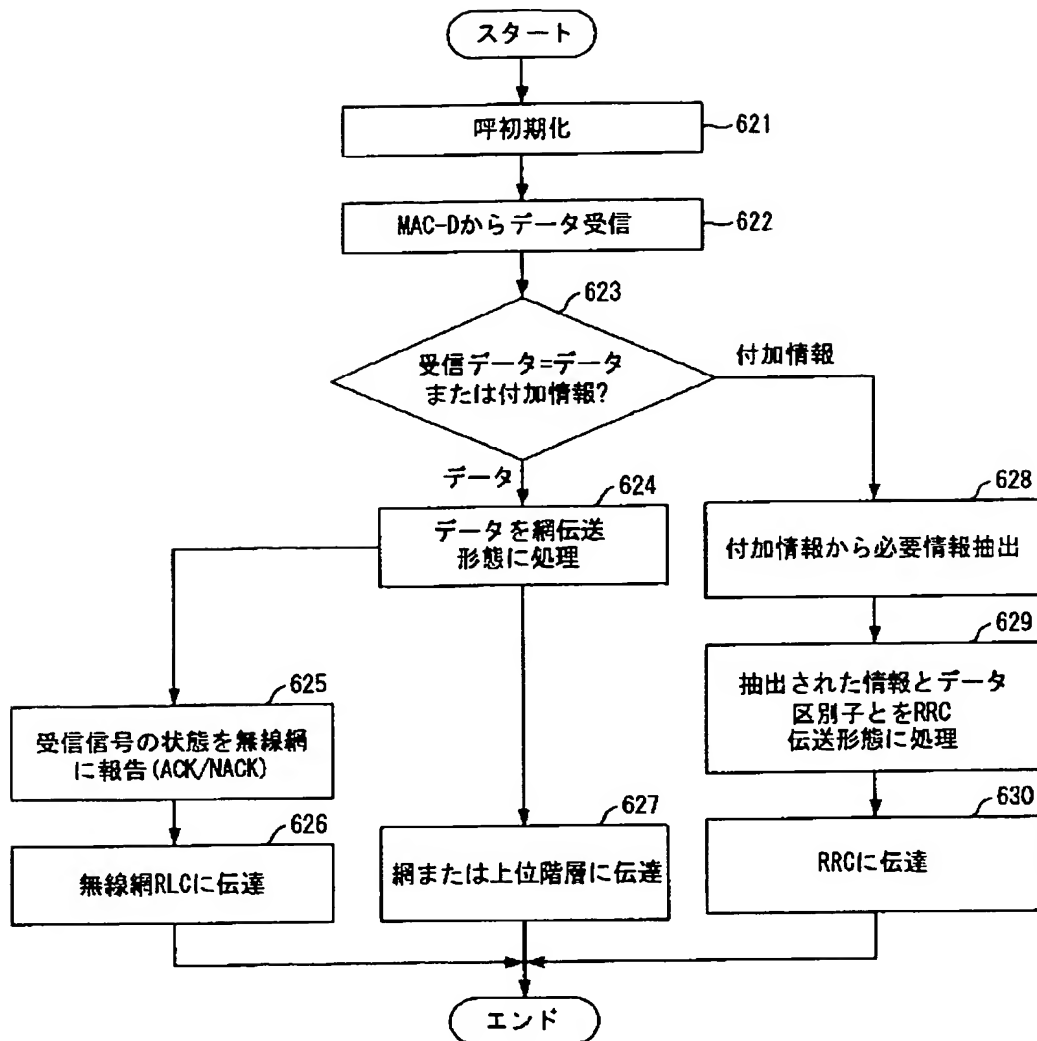 スタート
呼初期化
621
MAC-Dからデータ受信
622
623
受信データ=データ
または付加情報?
付加情報
データ
624
データを網伝送
形態に処理
628
付加情報から必要情報抽出
629
抽出された情報とデータ
区別子とをRRC
伝送形態に処理
625
受信信号の状態を無線網
に報告(ACK/NACK)
626
無線網RLCに伝達
627
網または上位階層に伝達
630
RRCに伝達
エンド